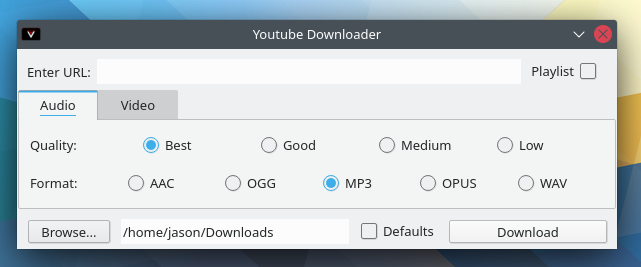 Youtube Downloader
Enter URL: Playlist
Audio Video
Quality: Best Good Medium Low
Format: AAC OGG MP3 OPUS WAV
Browse... /home/jason/Downloads Defaults Download